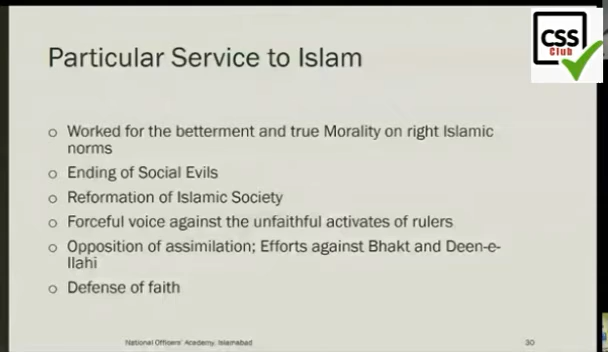 CSS
Club
Particular Service to Islam
o Worked for the betterment and true Morality on right Islamic
norms
o Ending of Social Evils
o Reformation of Islamic Society
o Forceful voice against the unfaithful activates of rulers
o Opposition of assimilation; Efforts against Bhakt and Deen-e-
Ilahi
o Defense of faith
National Officers' Academy, Islamabad
30